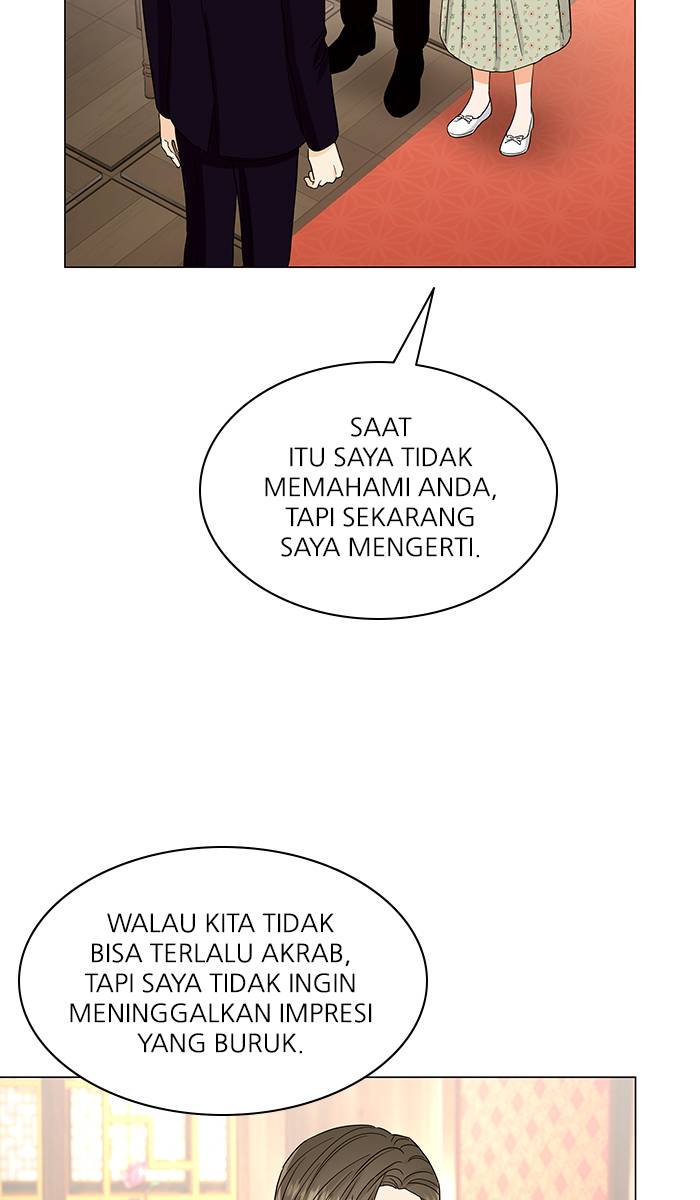 SAAT
ITU SAYA TIDAK
MEMAHAMI ANDA,
TAPI SEKARANG
SAYA MENGERTI.
WALAU KITA TIDAK
BISA TERLALU AKRAB,
TAPI SAYA TIDAK INGIN
MENINGGALKAN IMPRESI
YANG BURUK.